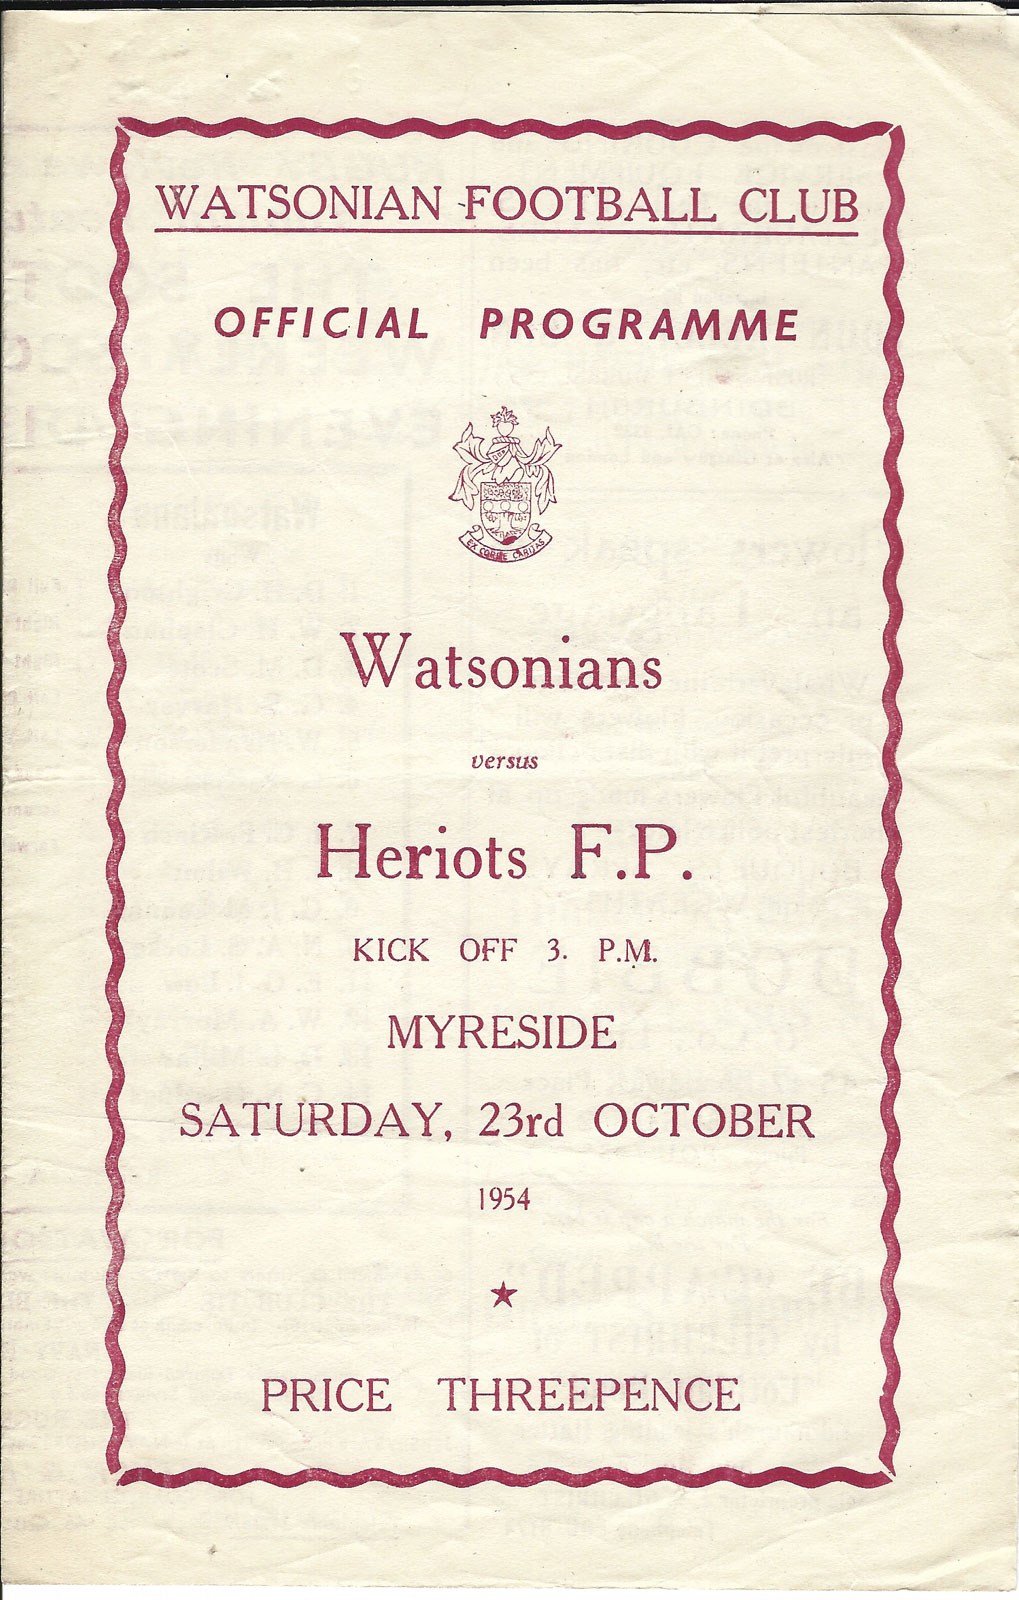 WATSONIAN FOOTBALL CLUB
OFFICIAL PROGRAMME
EX CORDE CARITAS
Watsonians
versus
Heriots F.P.
KICK OFF 3. P.M.
MYRESIDE
SATURDAY, 23rd OCTOBER
1954
PRICE THREEPENCE